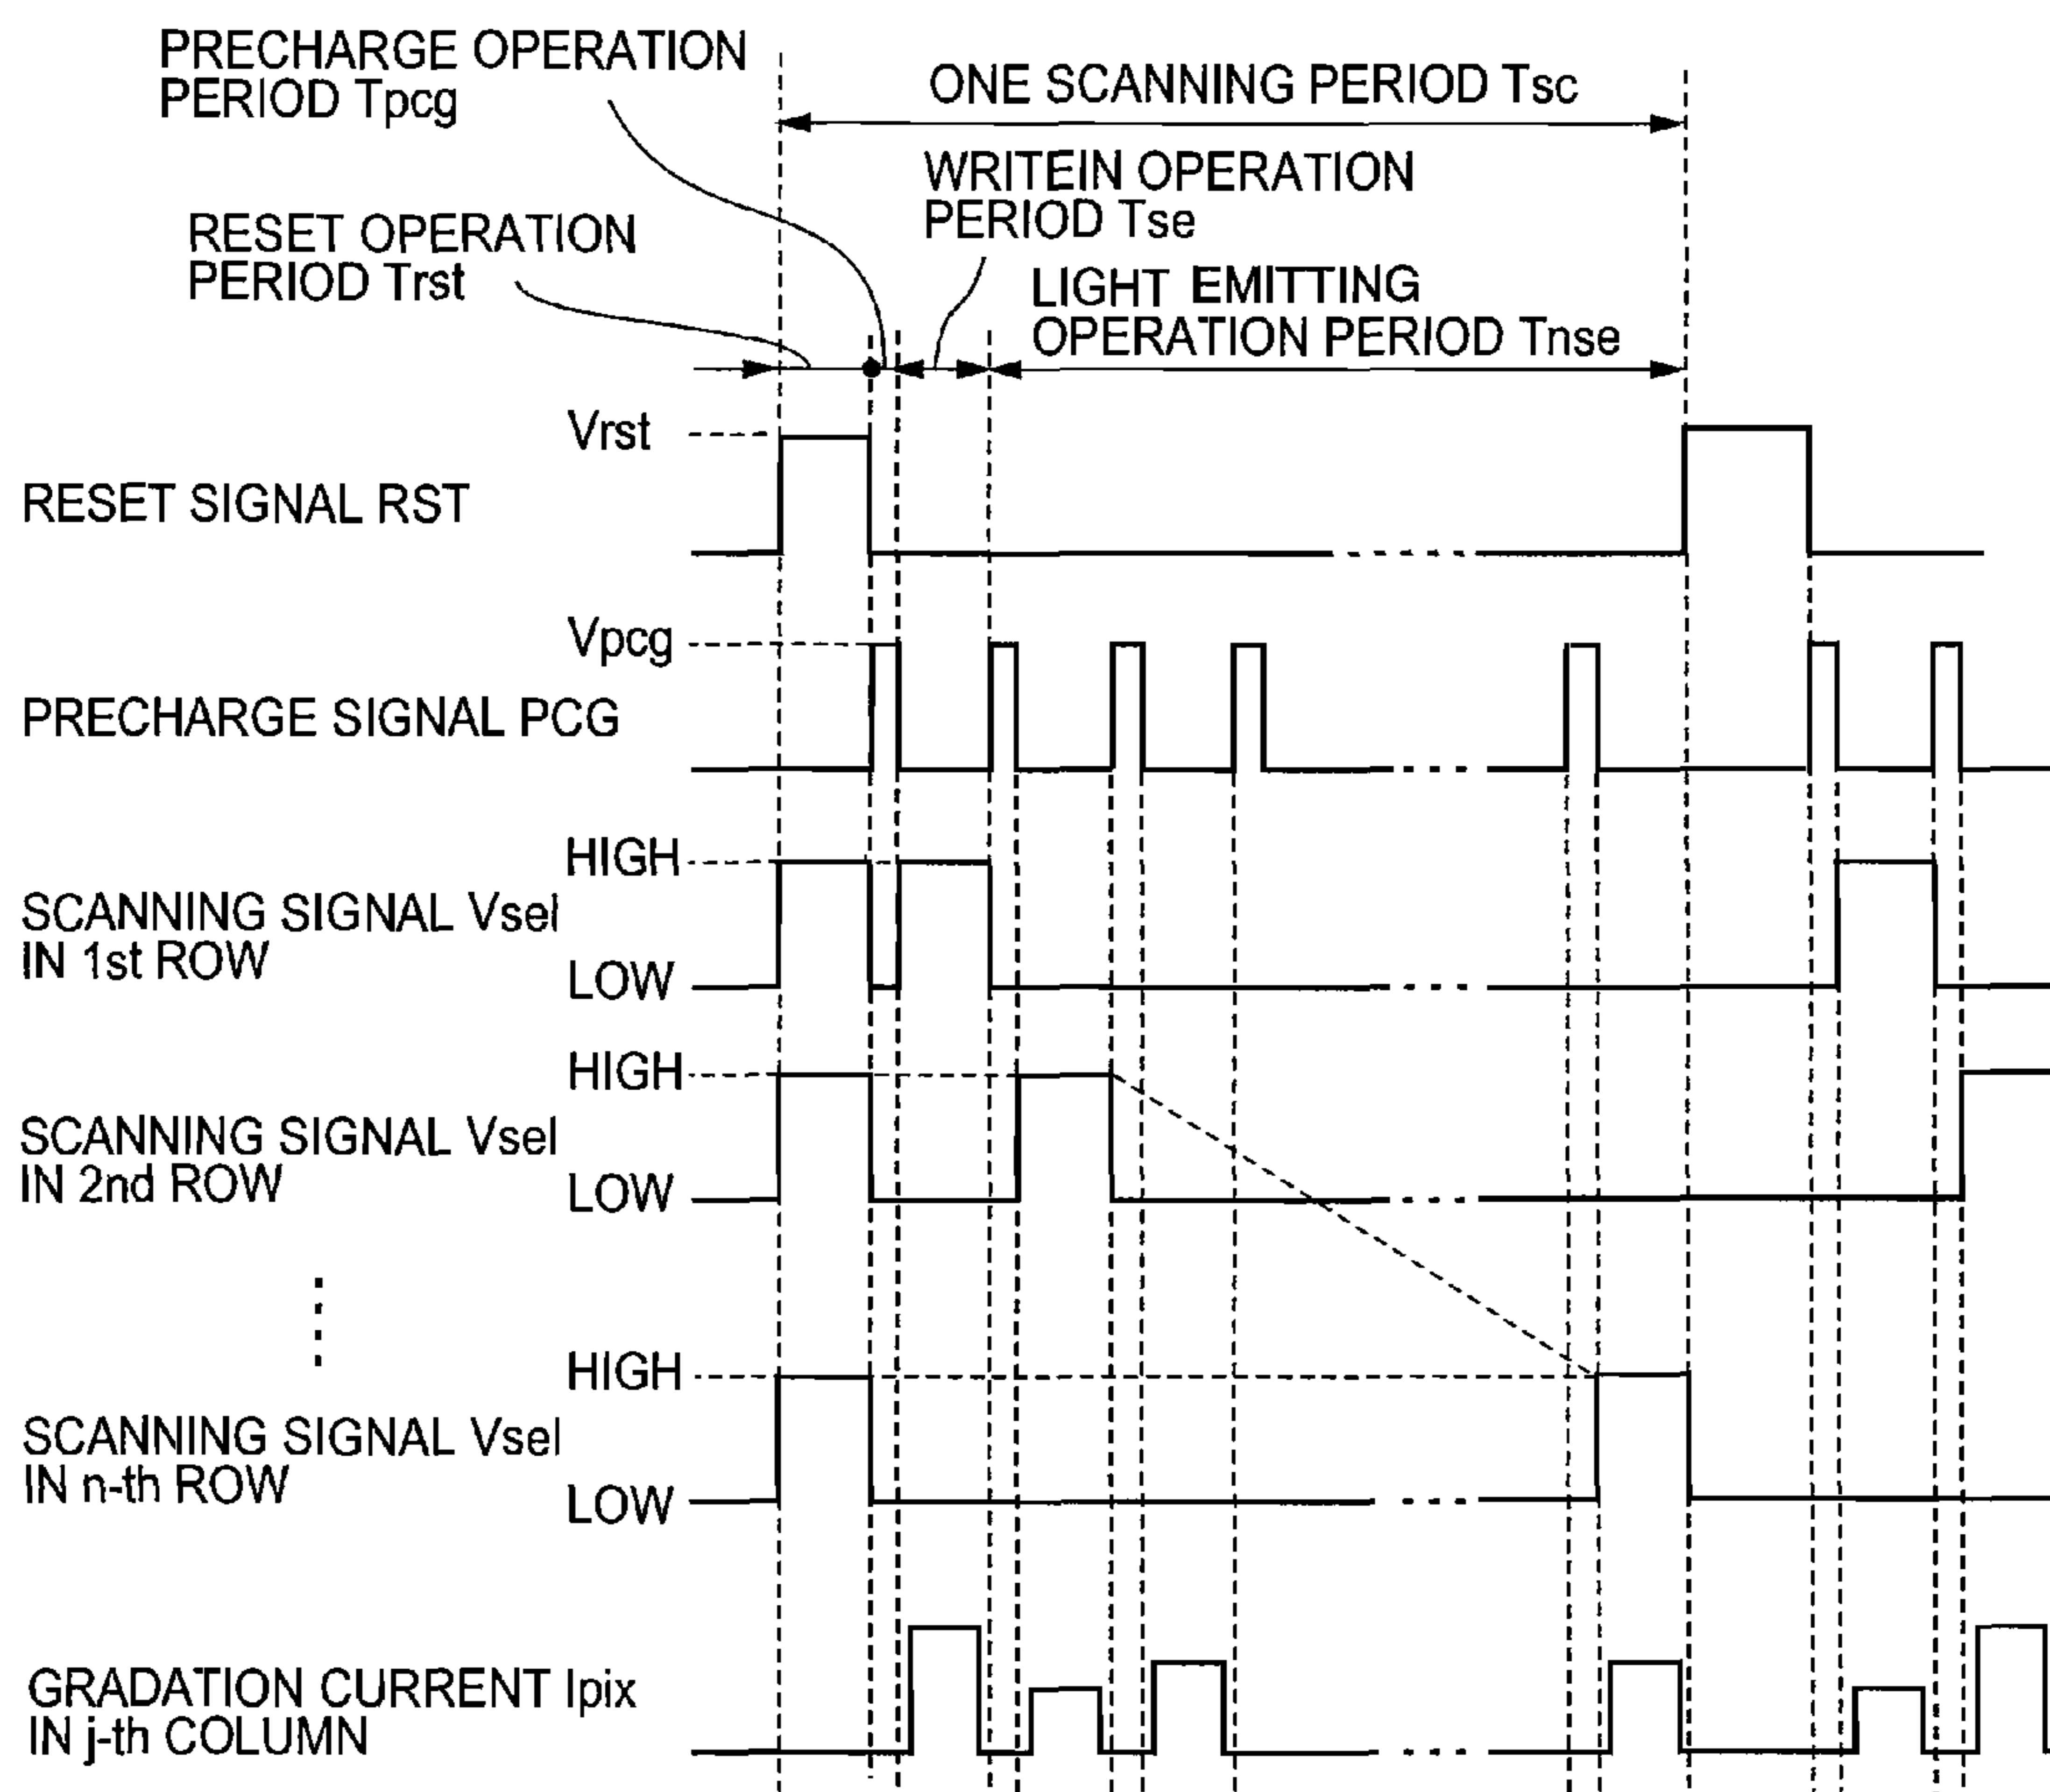 PRECHARGE OPERATION
PERIOD Tpcg
ONE SCANNING PERIOD Tsc
WRITEIN OPERATION
PERIOD Tse
RESET OPERATION
PERIOD Trst
LIGHT EMITTING
OPERATION PERIOD Tnse
Vrst
RESET SIGNAL RST
Vpcg
PRECHARGE SIGNAL PCG
HIGH
SCANNING SIGNAL Vsel
IN 1st ROW
LOW
HIGH
SCANNING SIGNAL Vsel
IN 2nd ROW
LOW
HIGH
SCANNING SIGNAL Vsel
IN n-th ROW
LOW
GRADATION CURRENT Ipix
IN j-th COLUMN